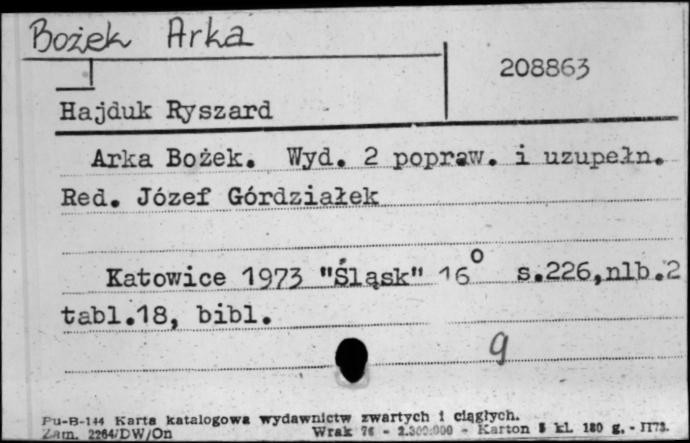 Bożek Arka
208863
Hajduk Ryszard
Arka Bożek. Wyd. 2 popraw. i uzupełn.
Red. Józef Górdziałek
Katowice 1973 "Śląsk" 16° s.226,nlb.2
tabl.18, bibl.
9
Pu-B-144 Karta katalogowa wydawnictw zwartych i ciągłych.
Zam. 2264/DW/On Wrak 76 - 2.300.000 - Karton kl. 180 g. -